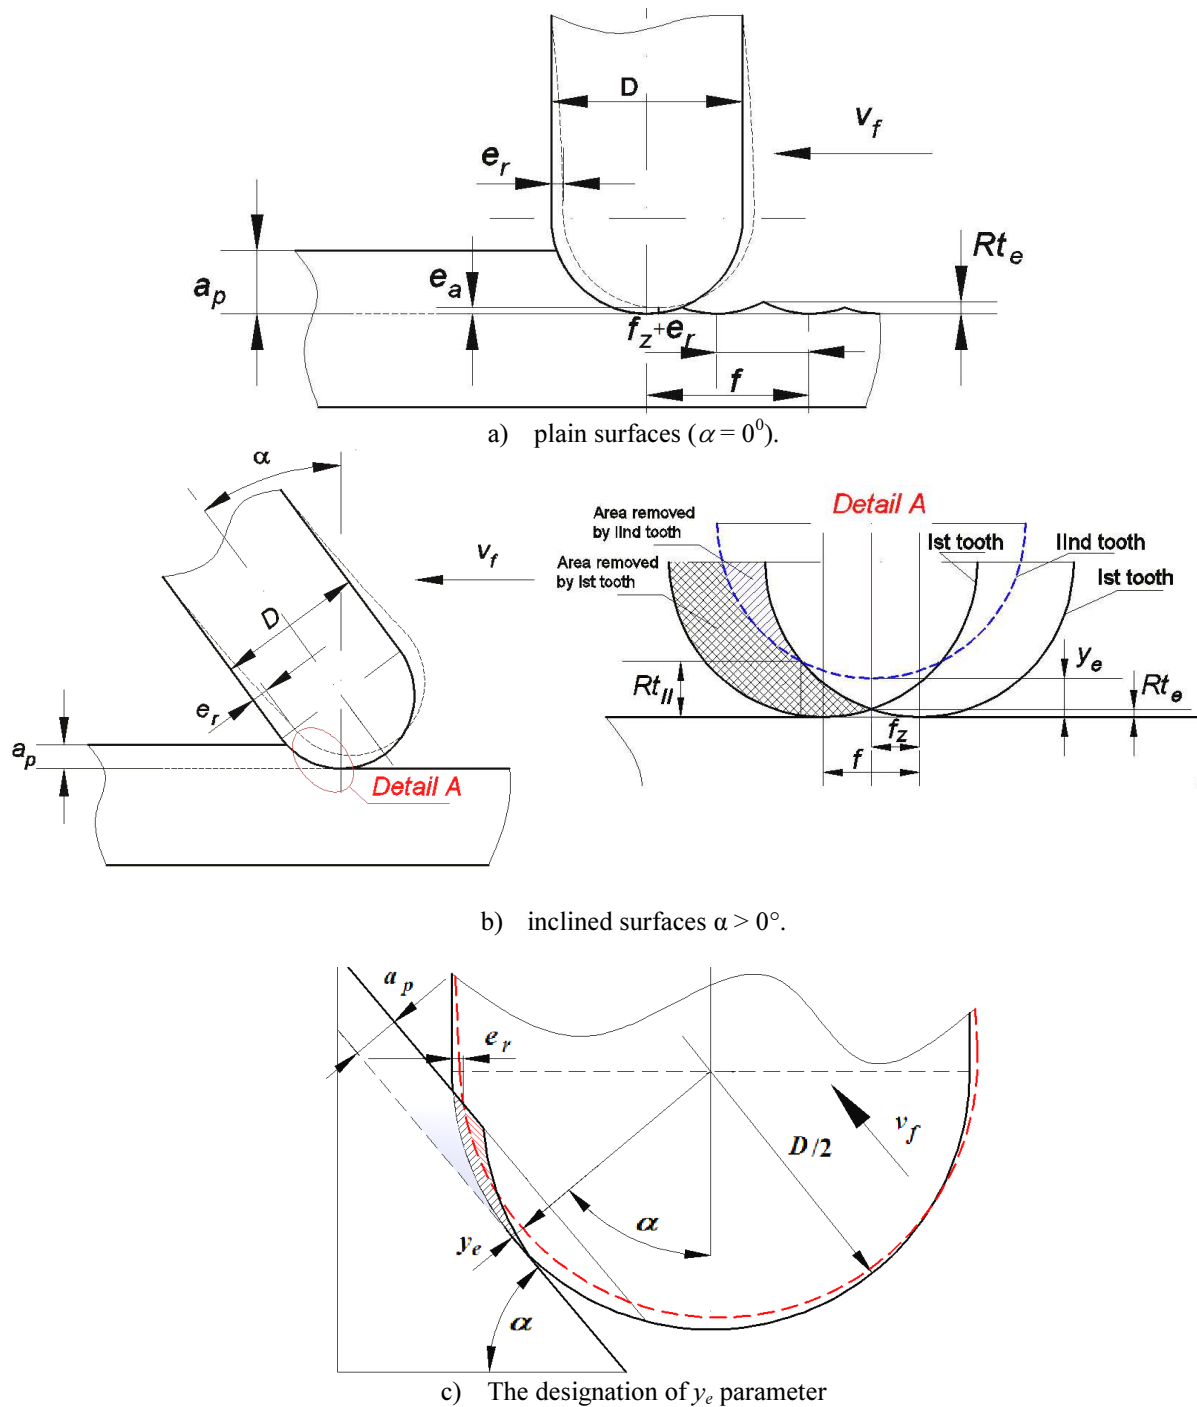 D
v_f
e_r
Rt_e
e_a
a_p
f_z+e_r
f
a) plain surfaces (α = 0⁰).
α
v_f
D
e_r
a_p
Detail A
Detail A
Area removed
by IInd tooth
Area removed
by Ist tooth
Ist tooth
IInd tooth
Ist tooth
y_e
Rt_II
Rt_e
f_z
f
b) inclined surfaces α > 0°.
a_p
e_r
v_f
D/2
α
y_e
α
c) The designation of y_e parameter